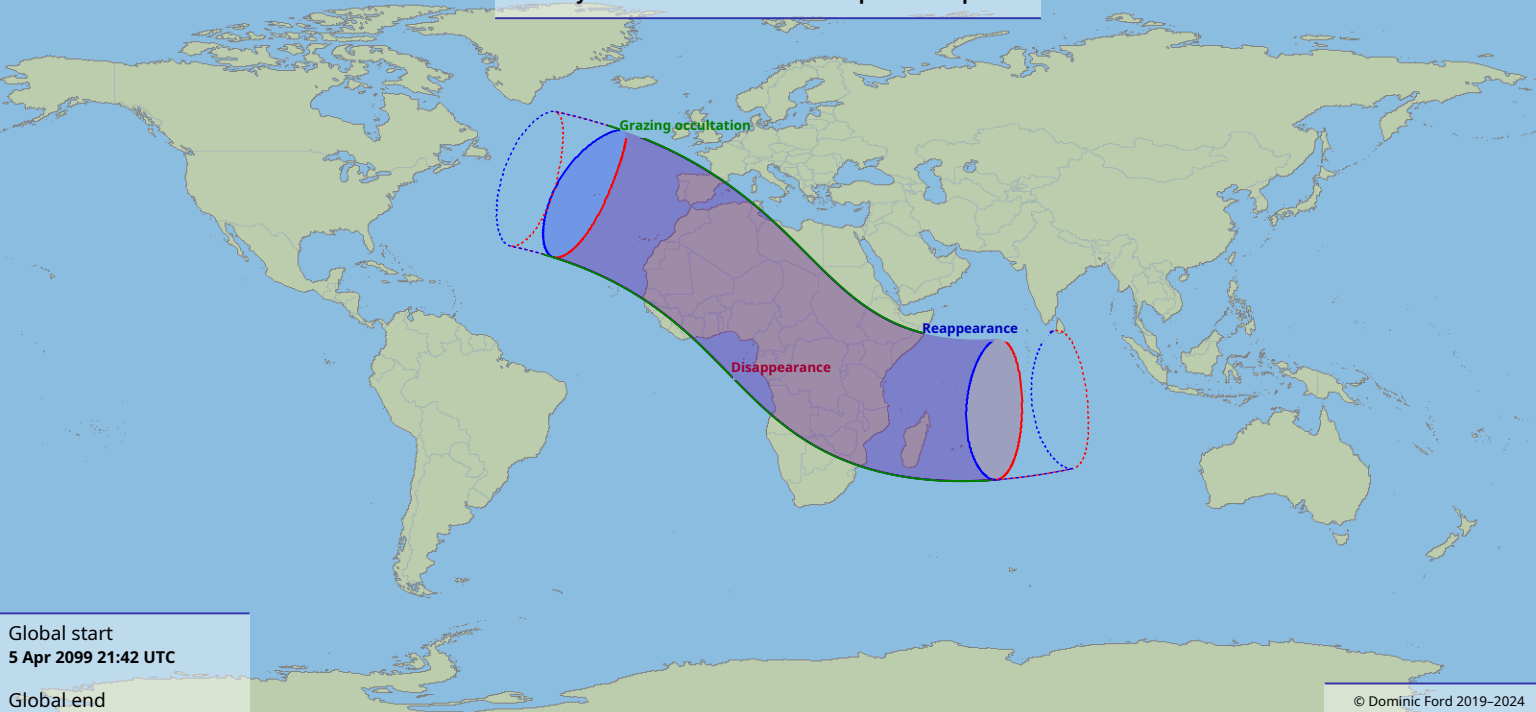 Grazing occultation
Reappearance
Disappearance
Global start
5 Apr 2099 21:42 UTC
Global end
© Dominic Ford 2019–2024